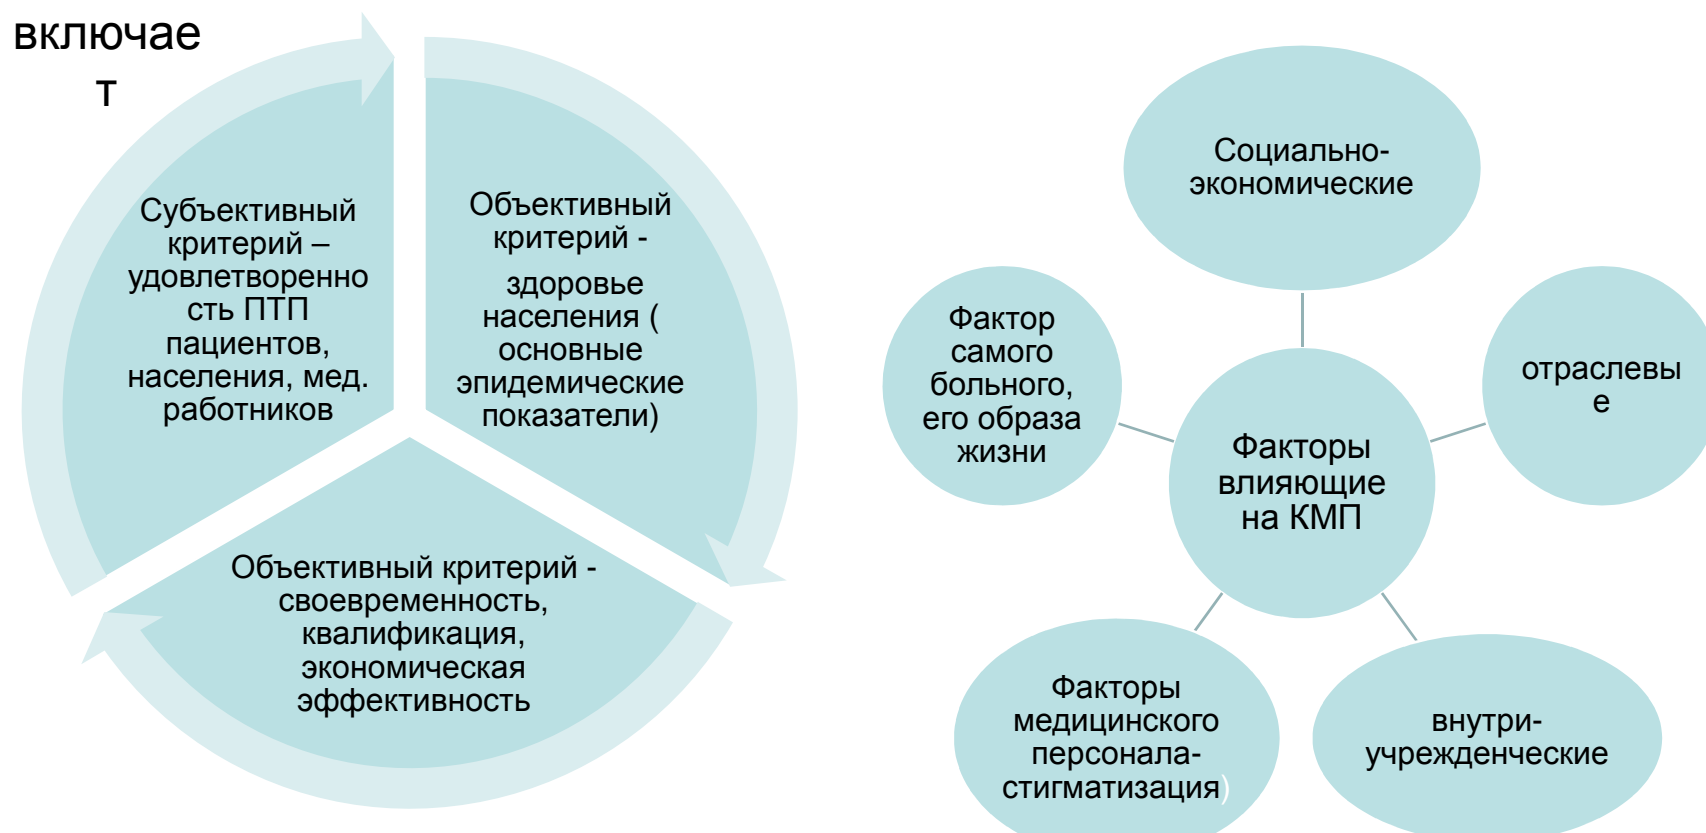 включае
т
Субъективный
критерий –
удовлетворенно
сть ПТП
пациентов,
населения, мед.
работников
Объективный
критерий -
здоровье
населения (
основные
эпидемические
показатели)
Объективный критерий -
своевременность,
квалификация,
экономическая
эффективность
Социально-
экономические
Фактор
самого
больного,
его образа
жизни
отраслевы
е
Факторы
влияющие
на КМП
Факторы
медицинского
персонала-
стигматизация)
внутри-
учрежденческие